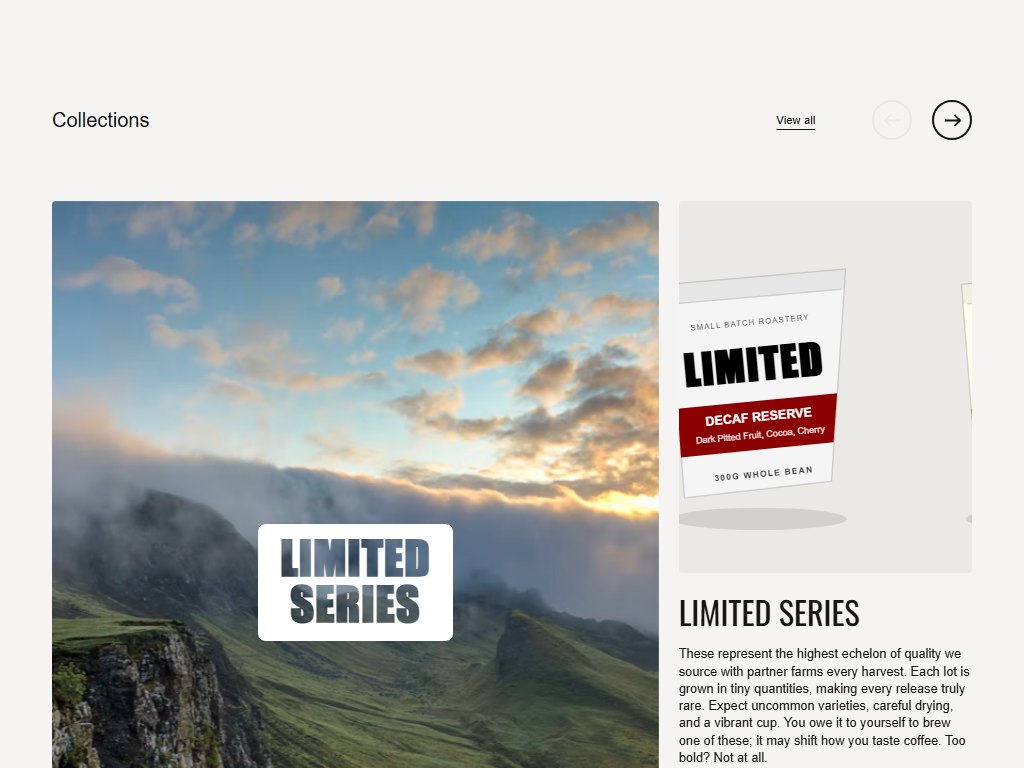 Collections
View all
LIMITED
SERIES
SMALL BATCH ROASTERY
LIMITED
DECAF RESERVE
Dark Pitted Fruit, Cocoa, Cherry
300G WHOLE BEAN
LIMITED SERIES
These represent the highest echelon of quality we
source with partner farms every harvest. Each lot is
grown in tiny quantities, making every release truly
rare. Expect uncommon varieties, careful drying,
and a vibrant cup. You owe it to yourself to brew
one of these; it may shift how you taste coffee. Too
bold? Not at all.